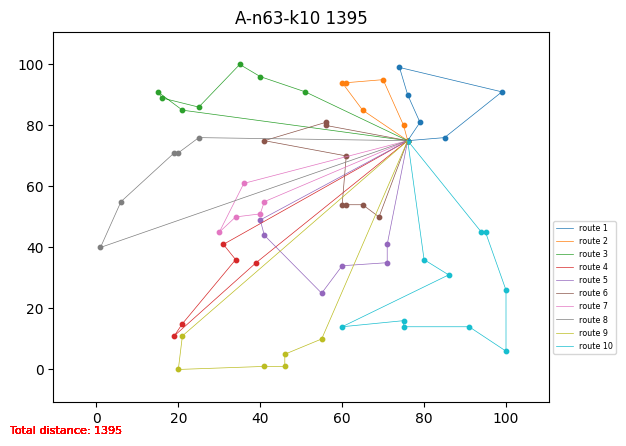 A-n63-k10 1395
100
80
60
40
20
0
0 20 40 60 80 100
route 1
route 2
route 3
route 4
route 5
route 6
route 7
route 8
route 9
route 10
Total distance: 1395